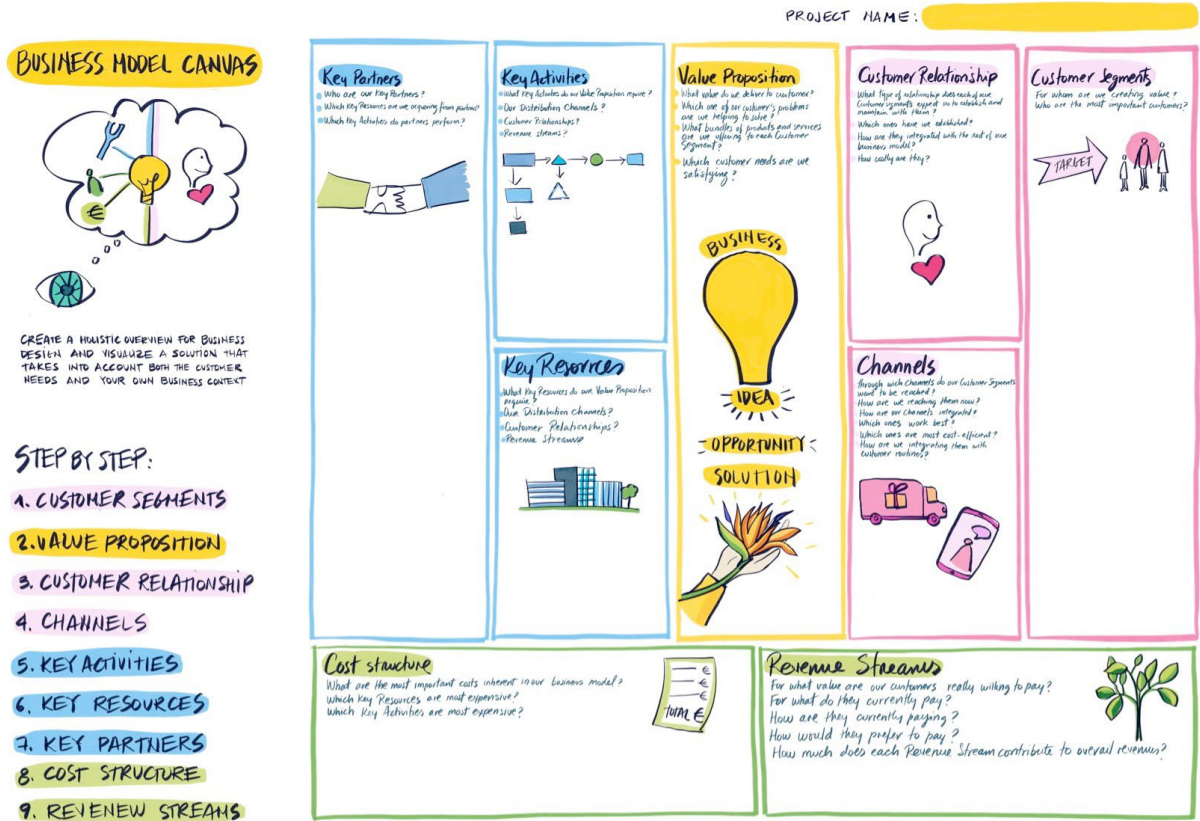 PROJECT NAME:
BUSINESS MODEL CANVAS
€
CREATE A HOLISTIC OVERVIEW FOR BUSINESS
DESIGN AND VISUALIZE A SOLUTION THAT
TAKES INTO ACCOUNT BOTH THE CUSTOMER
NEEDS AND YOUR OWN BUSINESS CONTEXT
STEP BY STEP:
1. CUSTOMER SEGMENTS
2. VALUE PROPOSITION
3. CUSTOMER RELATIONSHIP
4. CHANNELS
5. KEY ACTIVITIES
6. KEY RESOURCES
7. KEY PARTNERS
8. COST STRUCTURE
9. REVENEW STREAMS
Key Partners
Who are our Key Partners?
Which Key Resources are we acquiring from partners?
Which Key Activities do partners perform?
Key Activities
What Key Activities do our Value Proposition require?
Our Distribution Channels?
Customer Relationships?
Revenue streams?
Key Resources
What Key Resources do our Value Proposition
require?
Our Distribution Channels?
Customer Relationships?
Revenue Streams
Value Proposition
What value do we deliver to customer?
Which one of our customer's problems
are we helping to solve?
What bundles of products and services
are we offering to each Customer
Segment?
Which customer needs are we
satisfying?
BUSINESS
IDEA
OPPORTUNITY
SOLUTION
Customer Relationship
What type of relationship does each of our
Customer segments expect us to establish and
maintain with them?
Which ones have we established?
How are they integrated with the rest of our
business model?
How costly are they?
Channels
Through wich channels do our Customer Segments
want to be reached?
How are we reaching them now?
How are our Channels integrated?
Which ones work best?
Which ones are most cost-efficient?
How are we integrating them with
customer routines?
Customer Segments
For whom are we creating value?
Who are the most important customers?
TARGET
Cost structure
What are the most important costs inherent in our business model?
Which Key Resources are most expensive?
Which Key Activities are most expensive?
€
€
€
TOTAL €
Revenue Streams
For what value are our customers really willing to pay?
For what do they currently pay?
How are they currently paying?
How would they prefer to pay?
How much does each Revenue Stream contribute to overall revenues?